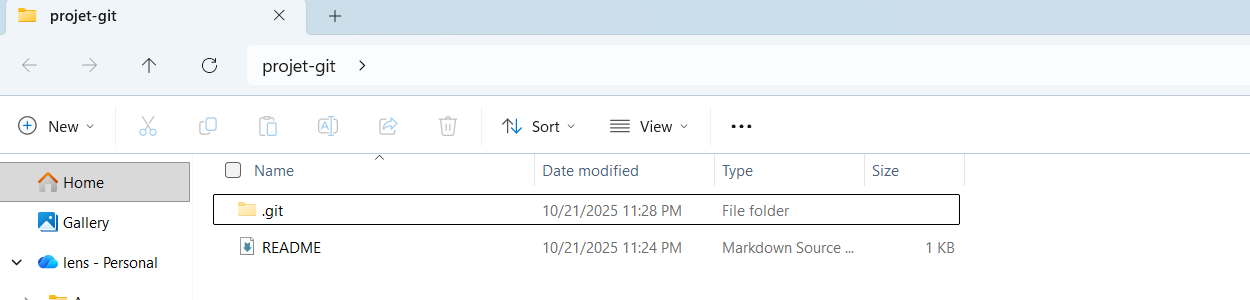 projet-git
projet-git
New
Sort
View
Name Date modified Type Size
Home
.git 10/21/2025 11:28 PM File folder
Gallery
README 10/21/2025 11:24 PM Markdown Source ... 1 KB
lens - Personal